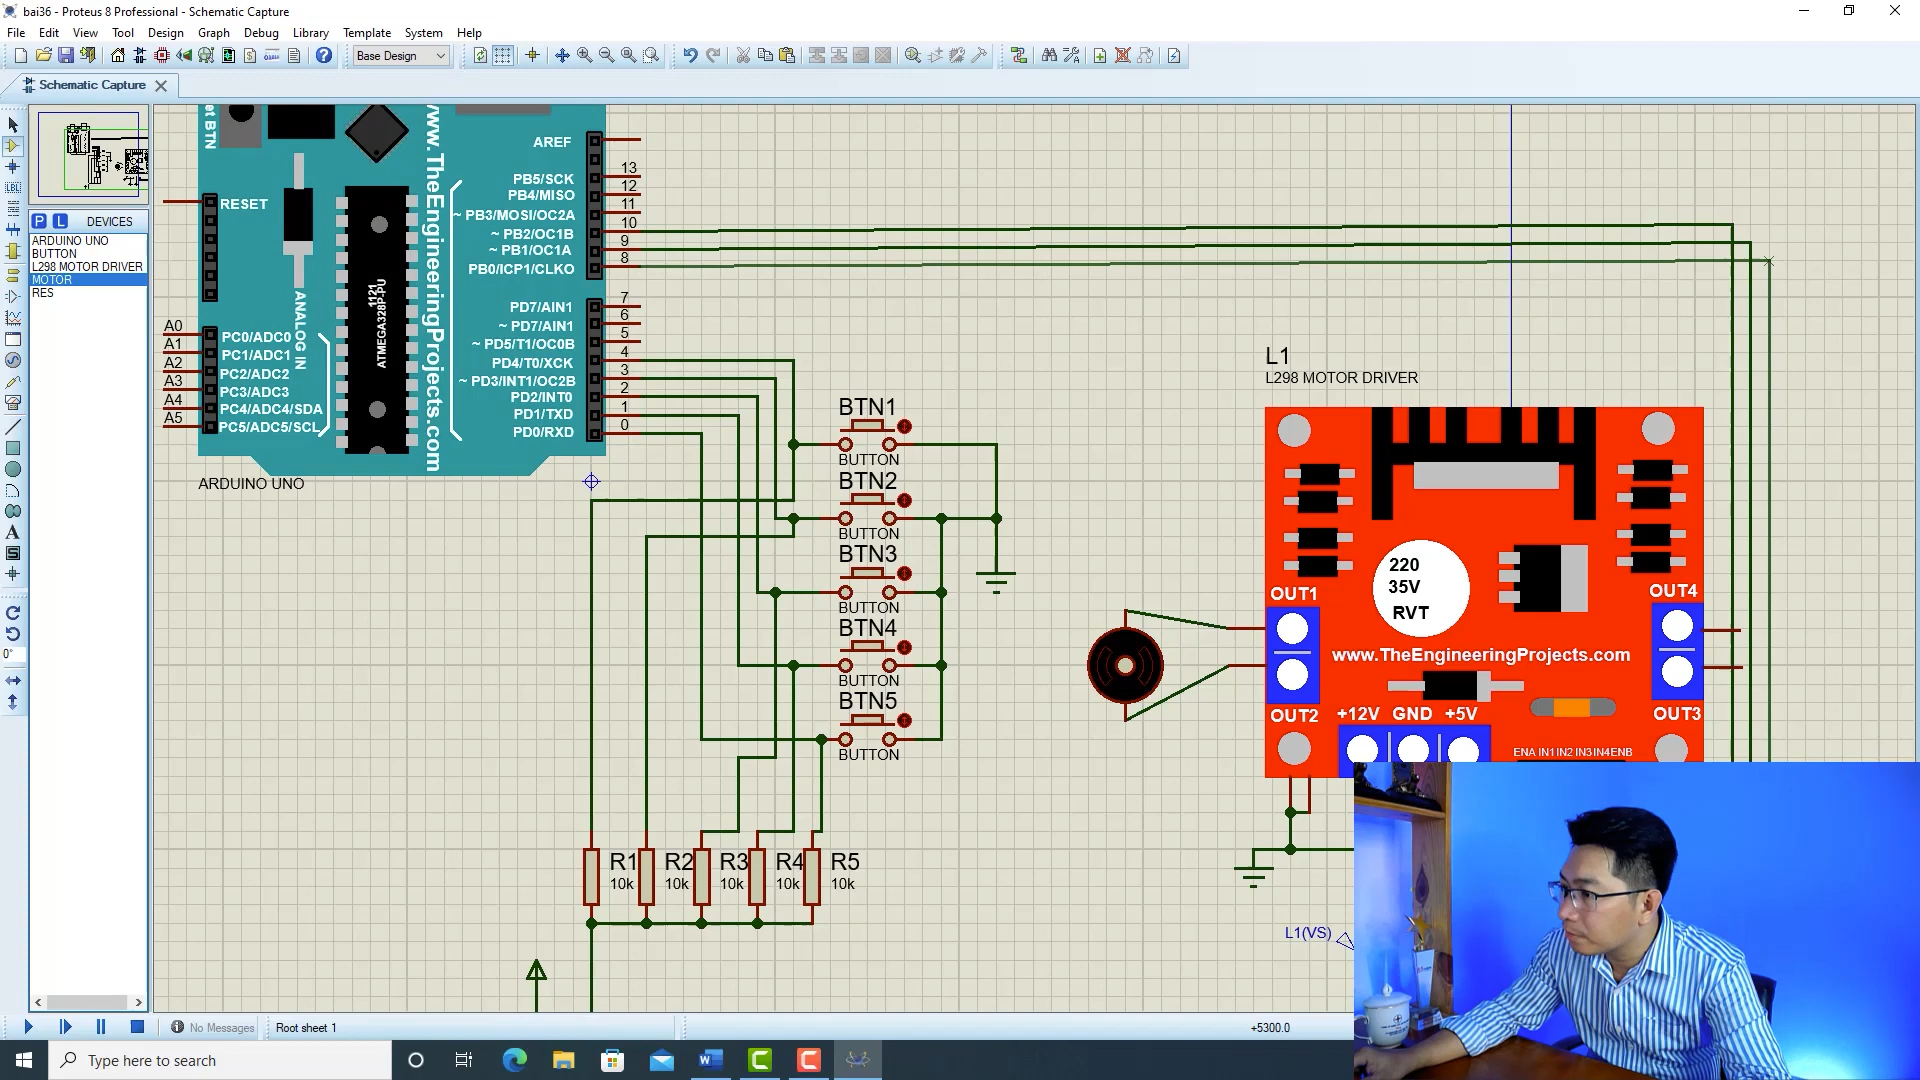 bai36 - Proteus 8 Professional - Schematic Capture
File Edit View Tool Design Graph Debug Library Template System Help
Base Design
Schematic Capture
DEVICES
P L
ARDUINO UNO
BUTTON
L298 MOTOR DRIVER
MOTOR
RES
0°
RESET
ANALOG IN
A0
A1
A2
A3
A4
A5
PC0/ADC0
PC1/ADC1
PC2/ADC2
PC3/ADC3
PC4/ADC4/SDA
PC5/ADC5/SCL
1121
ATMEGA328P-PU
www.TheEngineeringProjects.com
AREF
PB5/SCK
PB4/MISO
~ PB3/MOSI/OC2A
~ PB2/OC1B
~ PB1/OC1A
PB0/ICP1/CLKO
13
12
11
10
9
8
PD7/AIN1
~ PD7/AIN1
~ PD5/T1/OC0B
PD4/T0/XCK
~ PD3/INT1/OC2B
PD2/INT0
PD1/TXD
PD0/RXD
7
6
5
4
3
2
1
0
ARDUINO UNO
BTN1
BUTTON
BTN2
BUTTON
BTN3
BUTTON
BTN4
BUTTON
BTN5
BUTTON
R1
10k
R2
10k
R3
10k
R4
10k
R5
10k
L1
L298 MOTOR DRIVER
220
35V
RVT
OUT1
OUT4
www.TheEngineeringProjects.com
OUT2
+12V GND +5V
OUT3
ENA IN1 IN2 IN3 IN4 ENB
L1(VS)
No Messages
Root sheet 1
+5300.0
Type here to search